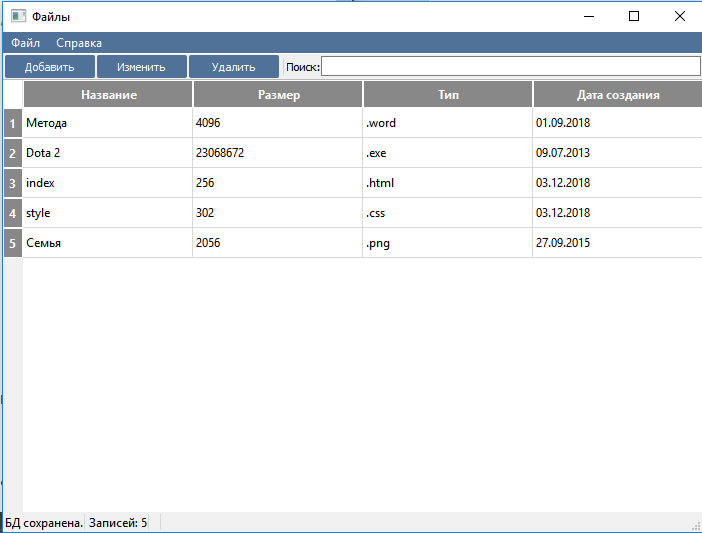 Файлы
Файл Справка
Добавить Изменить Удалить Поиск:
Название Размер Тип Дата создания
1 Метода 4096 .word 01.09.2018
2 Dota 2 23068672 .exe 09.07.2013
3 index 256 .html 03.12.2018
4 style 302 .css 03.12.2018
5 Семья 2056 .png 27.09.2015
БД сохранена. Записей: 5